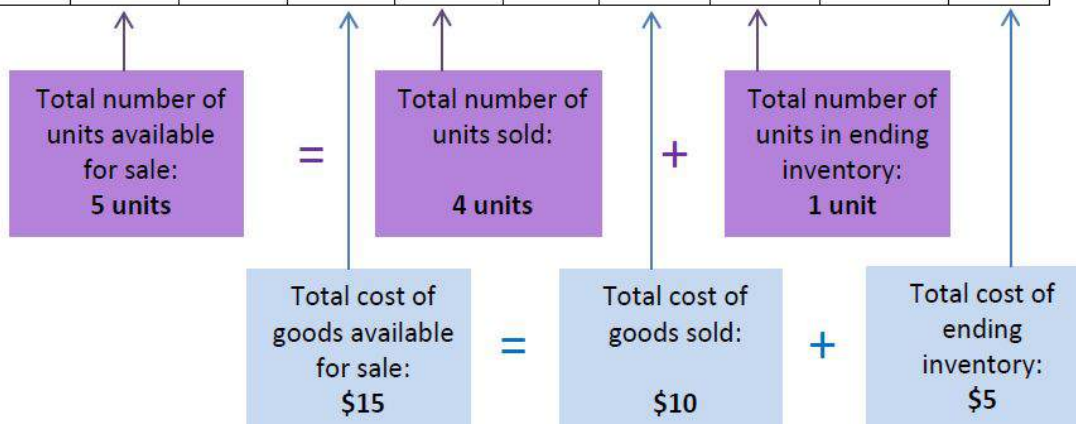 Total number of
units available
for sale:
5 units
=
Total number of
units sold:
4 units
+
Total number of
units in ending
inventory:
1 unit
Total cost of
goods available
for sale:
$15
=
Total cost of
goods sold:
$10
+
Total cost of
ending
inventory:
$5